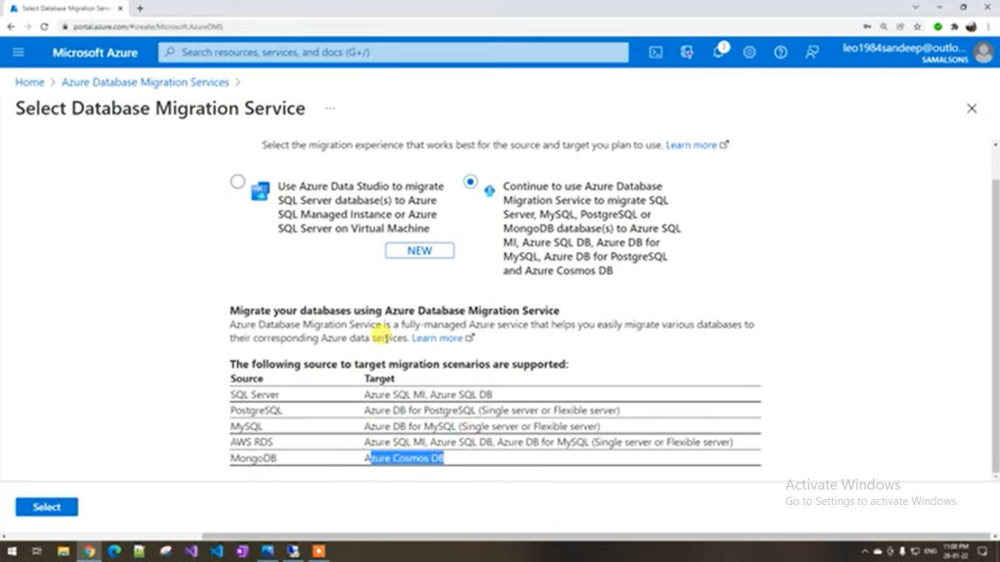 Select Database Migration Servic
portal.azure.com/#create/Microsoft.AzureDMS
Microsoft Azure
Search resources, services, and docs (G+/)
3
leo1984sandeep@outlo...
SAMALSONS
Home > Azure Database Migration Services >
Select Database Migration Service ...
Select the migration experience that works best for the source and target you plan to use. Learn more
Use Azure Data Studio to migrate
SQL Server database(s) to Azure
SQL Managed Instance or Azure
SQL Server on Virtual Machine
NEW
Continue to use Azure Database
Migration Service to migrate SQL
Server, MySQL, PostgreSQL or
MongoDB database(s) to Azure SQL
MI, Azure SQL DB, Azure DB for
MySQL, Azure DB for PostgreSQL
and Azure Cosmos DB
Migrate your databases using Azure Database Migration Service
Azure Database Migration Service is a fully-managed Azure service that helps you easily migrate various databases to
their corresponding Azure data services. Learn more
The following source to target migration scenarios are supported:
Source Target
SQL Server Azure SQL MI, Azure SQL DB
PostgreSQL Azure DB for PostgreSQL (Single server or Flexible server)
MySQL Azure DB for MySQL (Single server or Flexible server)
AWS RDS Azure SQL MI, Azure SQL DB, Azure DB for MySQL (Single server or Flexible server)
MongoDB Azure Cosmos DB
Activate Windows
Go to Settings to activate Windows.
Select
ENG
11:08 PM
26-01-22